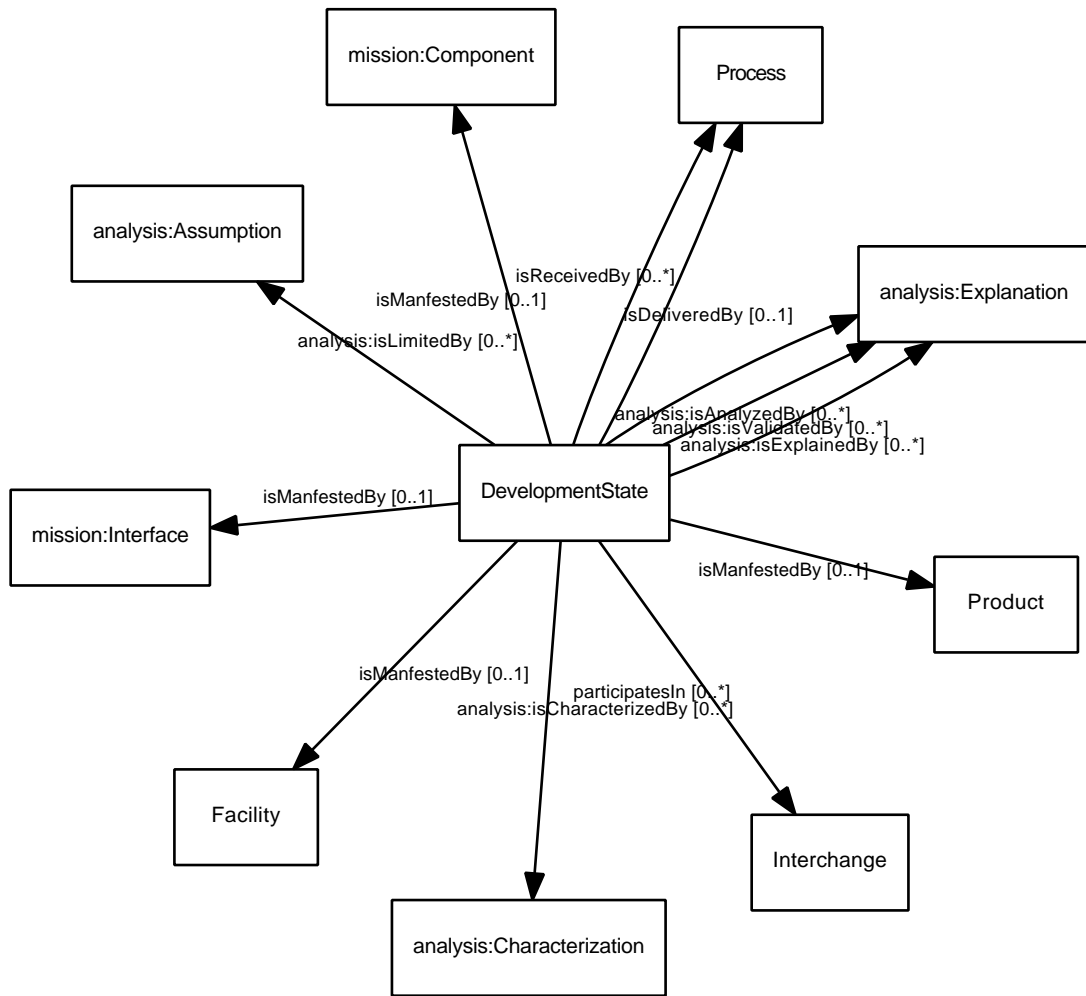 mission:Component
Process
analysis:Assumption
analysis:Explanation
isReceivedBy [0..*]
isManfestedBy [0..1]
isDeliveredBy [0..1]
analysis:isLimitedBy [0..*]
analysis:isAnalyzedBy [0..*]
analysis:isValidatedBy [0..*]
analysis:isExplainedBy [0..*]
DevelopmentState
isManfestedBy [0..1]
mission:Interface
isManfestedBy [0..1]
Product
isManfestedBy [0..1]
participatesIn [0..*]
analysis:isCharacterizedBy [0..*]
Facility
Interchange
analysis:Characterization